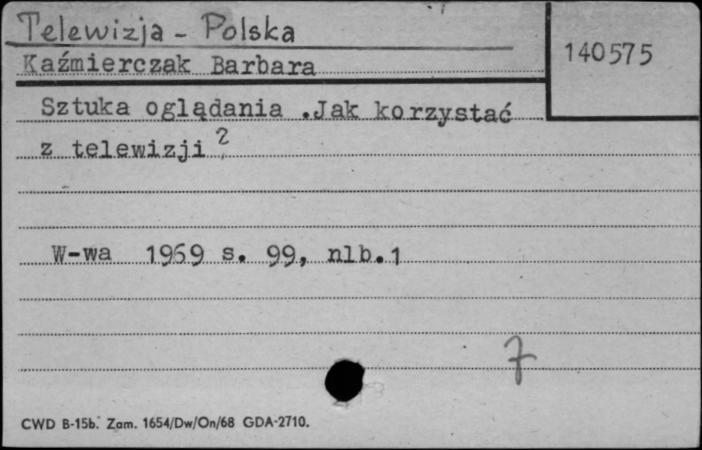 Telewizja - Polska
140575
Kaźmierczak Barbara
Sztuka oglądania .Jak korzystać
z telewizji ?
W-wa 1969 s. 99, nlb.1
7
CWD B-15b. Zam. 1654/Dw/On/68 GDA-2710.